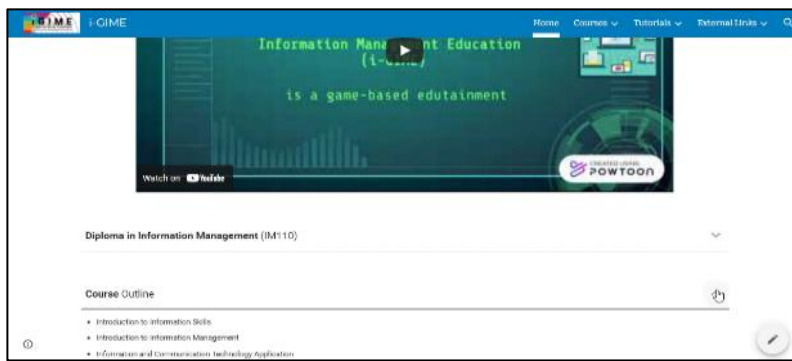 i-GIME i-GIME Home Courses Tutorials External Links
Information Management Education
(i-GIME)
is a game-based edutainment
Watch on YouTube
CREATED USING
POWTOON
Diploma in Information Management (IM110)
Course Outline
Introduction to Information Skills
Introduction to Information Management
Information and Communication Technology Application